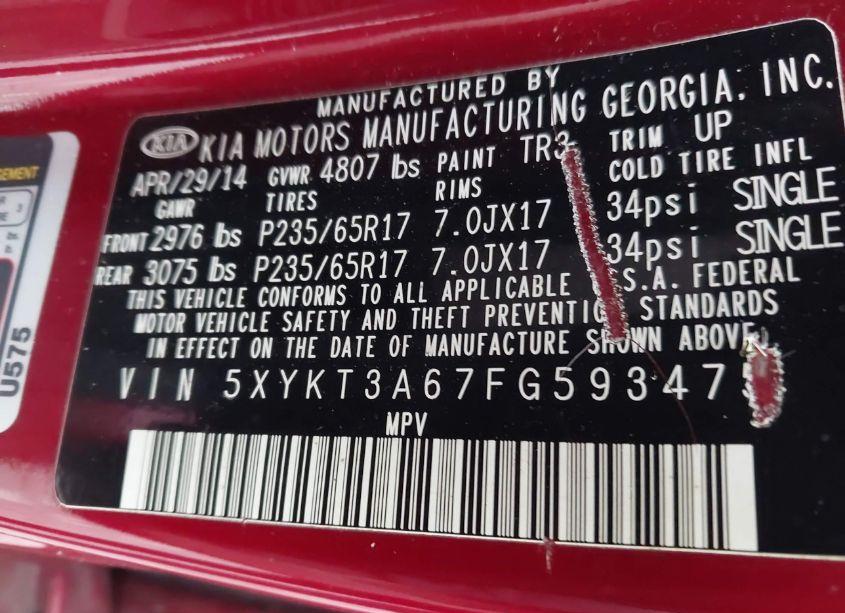 MANUFACTURED BY
KIA KIA MOTORS MANUFACTURING GEORGIA, INC.
APR/29/14 GVWR 4807 lbs PAINT TR3 TRIM UP
GAWR TIRES RIMS COLD TIRE INFL
FRONT 2976 lbs P235/65R17 7.0JX17 34psi SINGLE
REAR 3075 lbs P235/65R17 7.0JX17 34psi SINGLE
THIS VEHICLE CONFORMS TO ALL APPLICABLE .S.A. FEDERAL
MOTOR VEHICLE SAFETY AND THEFT PREVENTI STANDARDS
IN EFFECT ON THE DATE OF MANUFACTURE SHOWN ABOVE
VIN 5XYKT3A67FG59347
MPV
U575